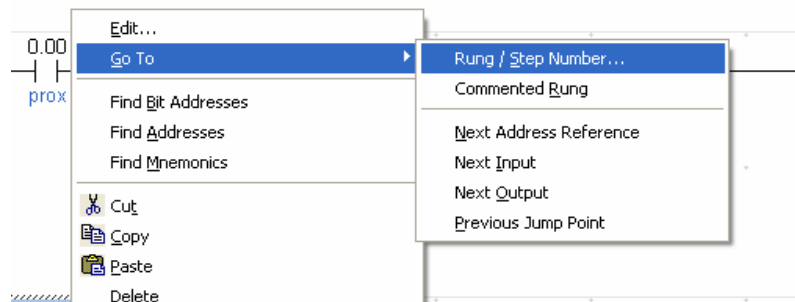 0.00
prox
Edit...
Go To
Find Bit Addresses
Find Addresses
Find Mnemonics
Cut
Copy
Paste
Delete
Rung / Step Number...
Commented Rung
Next Address Reference
Next Input
Next Output
Previous Jump Point